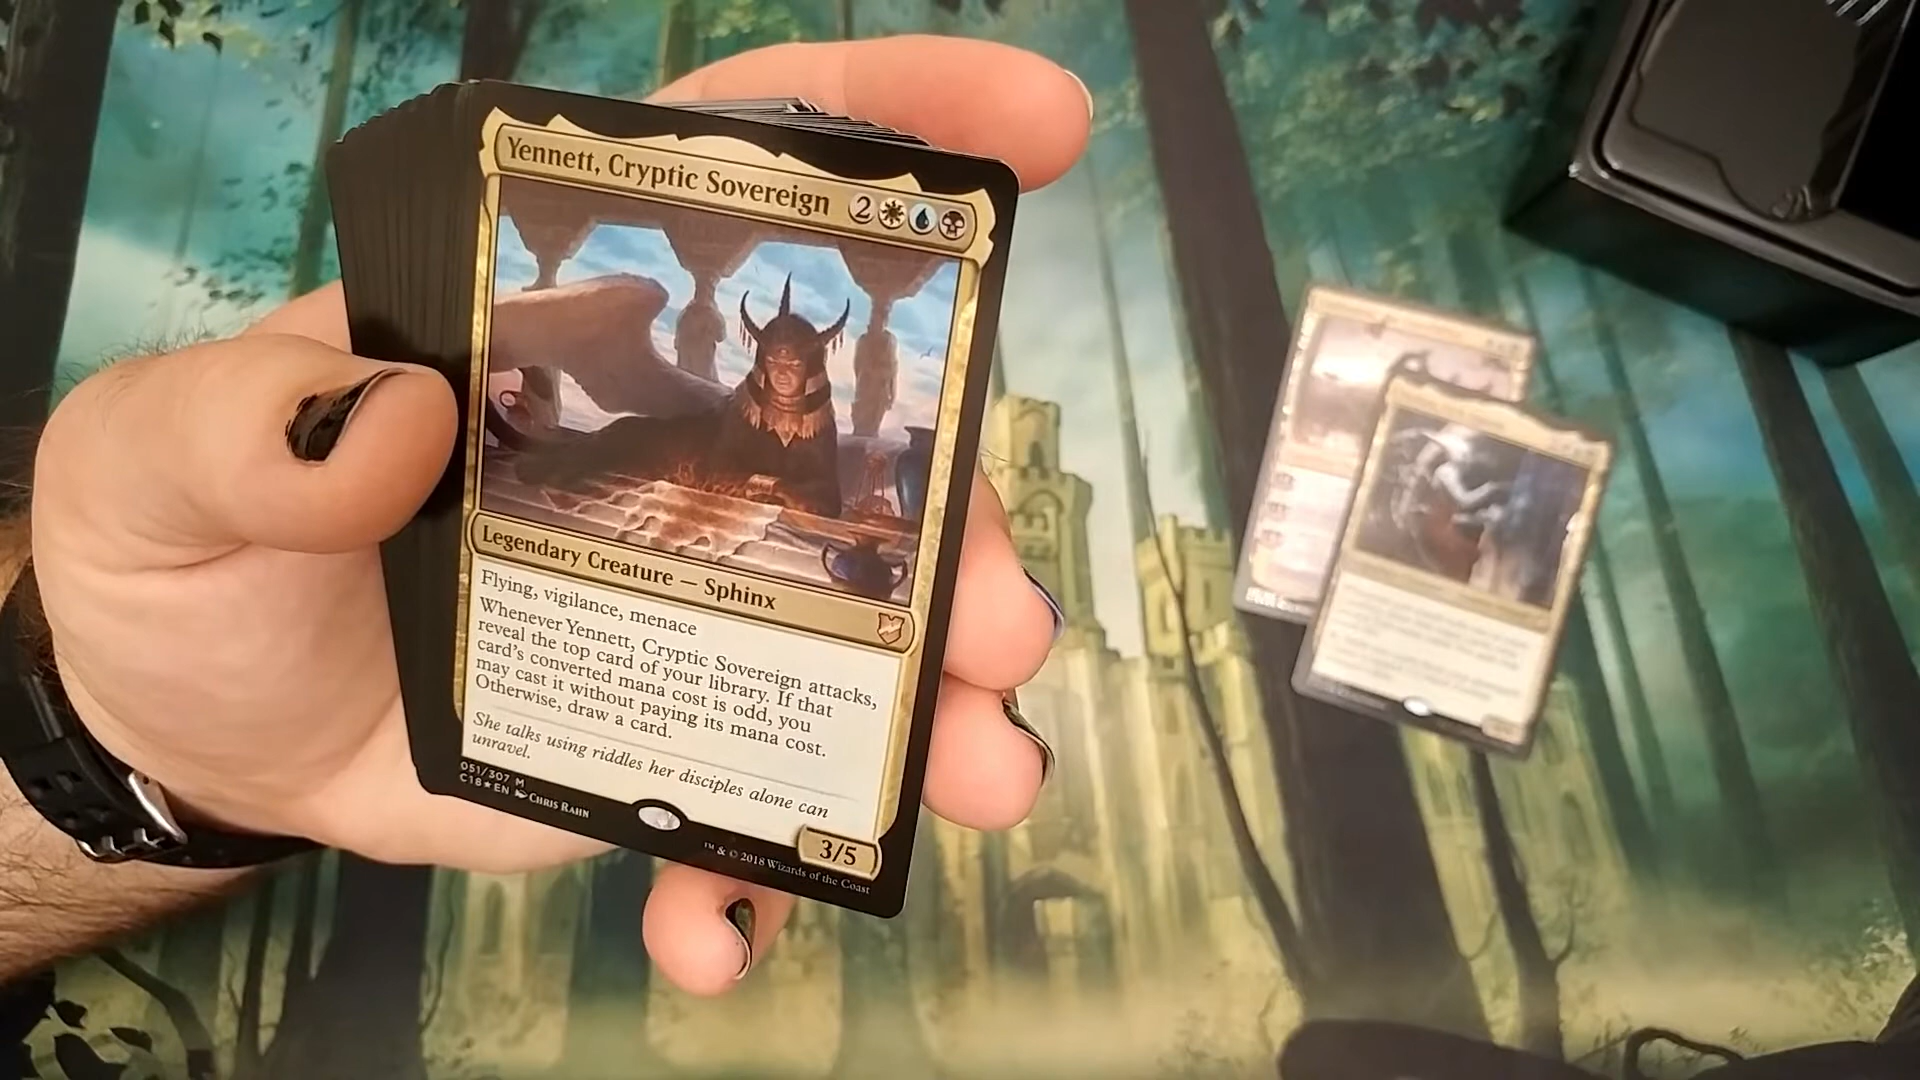 Yennett, Cryptic Sovereign 2
Legendary Creature — Sphinx
Flying, vigilance, menace
Whenever Yennett, Cryptic Sovereign attacks,
reveal the top card of your library. If that
card's converted mana cost is odd, you
may cast it without paying its mana cost.
Otherwise, draw a card.
She talks using riddles her disciples alone can
unravel.
051/307 M
C18★EN Chris Rahn
™ & © 2018 Wizards of the Coast
3/5